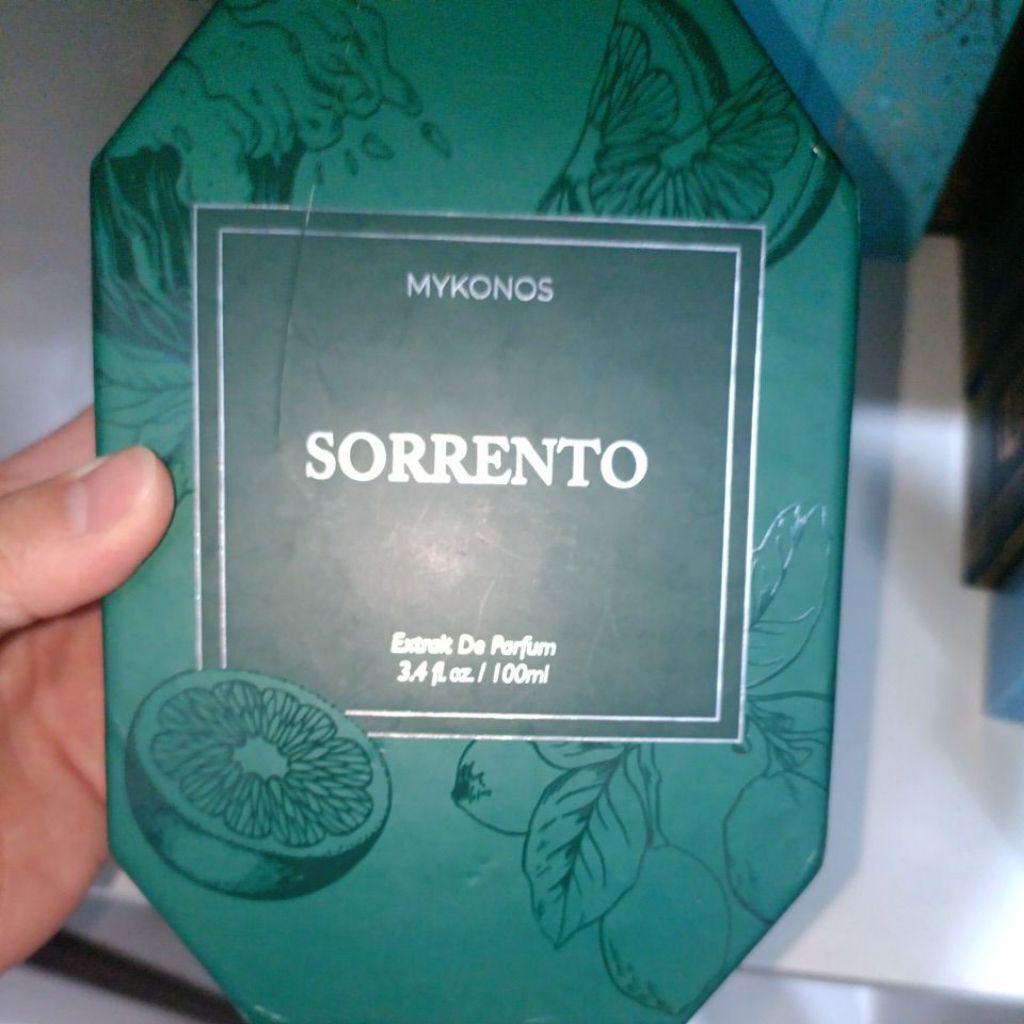 MYKONOS
SORRENTO
Extrait De Parfum
3.4 fl. oz. / 100ml